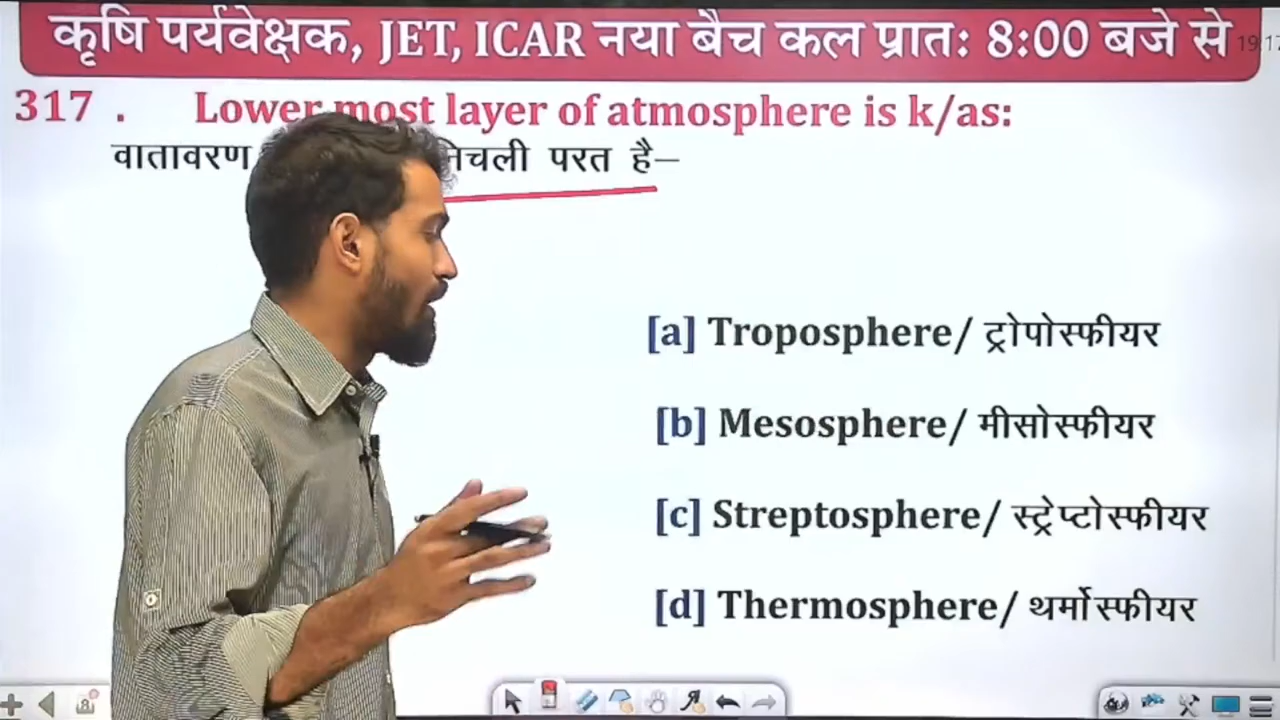 कृषि पर्यवेक्षक, JET, ICAR नया बैच कल प्रातः 8:00 बजे से
317 . Lower most layer of atmosphere is k/as:
वातावरण निचली परत है–
[a] Troposphere/ ट्रोपोस्फीयर
[b] Mesosphere/ मीसोस्फीयर
[c] Streptosphere/ स्ट्रेप्टोस्फीयर
[d] Thermosphere/ थर्मोस्फीयर